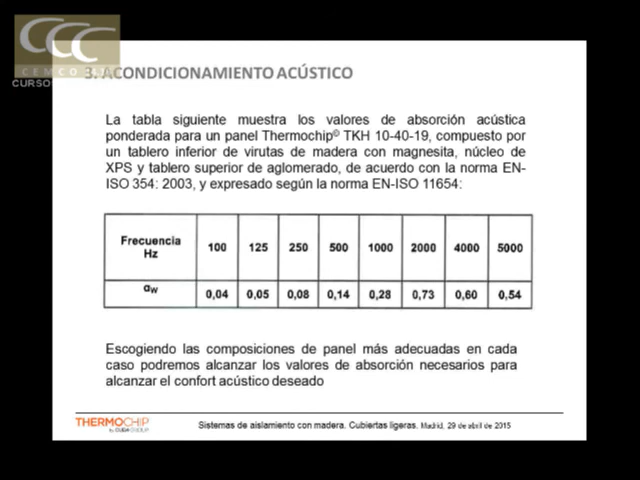 CCC
CEMCO
CURSOS
3. ACONDICIONAMIENTO ACÚSTICO
La tabla siguiente muestra los valores de absorción acústica
ponderada para un panel Thermochip© TKH 10-40-19, compuesto por
un tablero inferior de virutas de madera con magnesita, núcleo de
XPS y tablero superior de aglomerado, de acuerdo con la norma EN-
ISO 354: 2003, y expresado según la norma EN-ISO 11654:
Frecuencia Hz 100 125 250 500 1000 2000 4000 5000
αw 0,04 0,05 0,08 0,14 0,28 0,73 0,60 0,54
Escogiendo las composiciones de panel más adecuadas en cada
caso podremos alcanzar los valores de absorción necesarios para
alcanzar el confort acústico deseado
THERMOCHIP
by CUPA GROUP
Sistemas de aislamiento con madera. Cubiertas ligeras. Madrid, 29 de abril de 2015